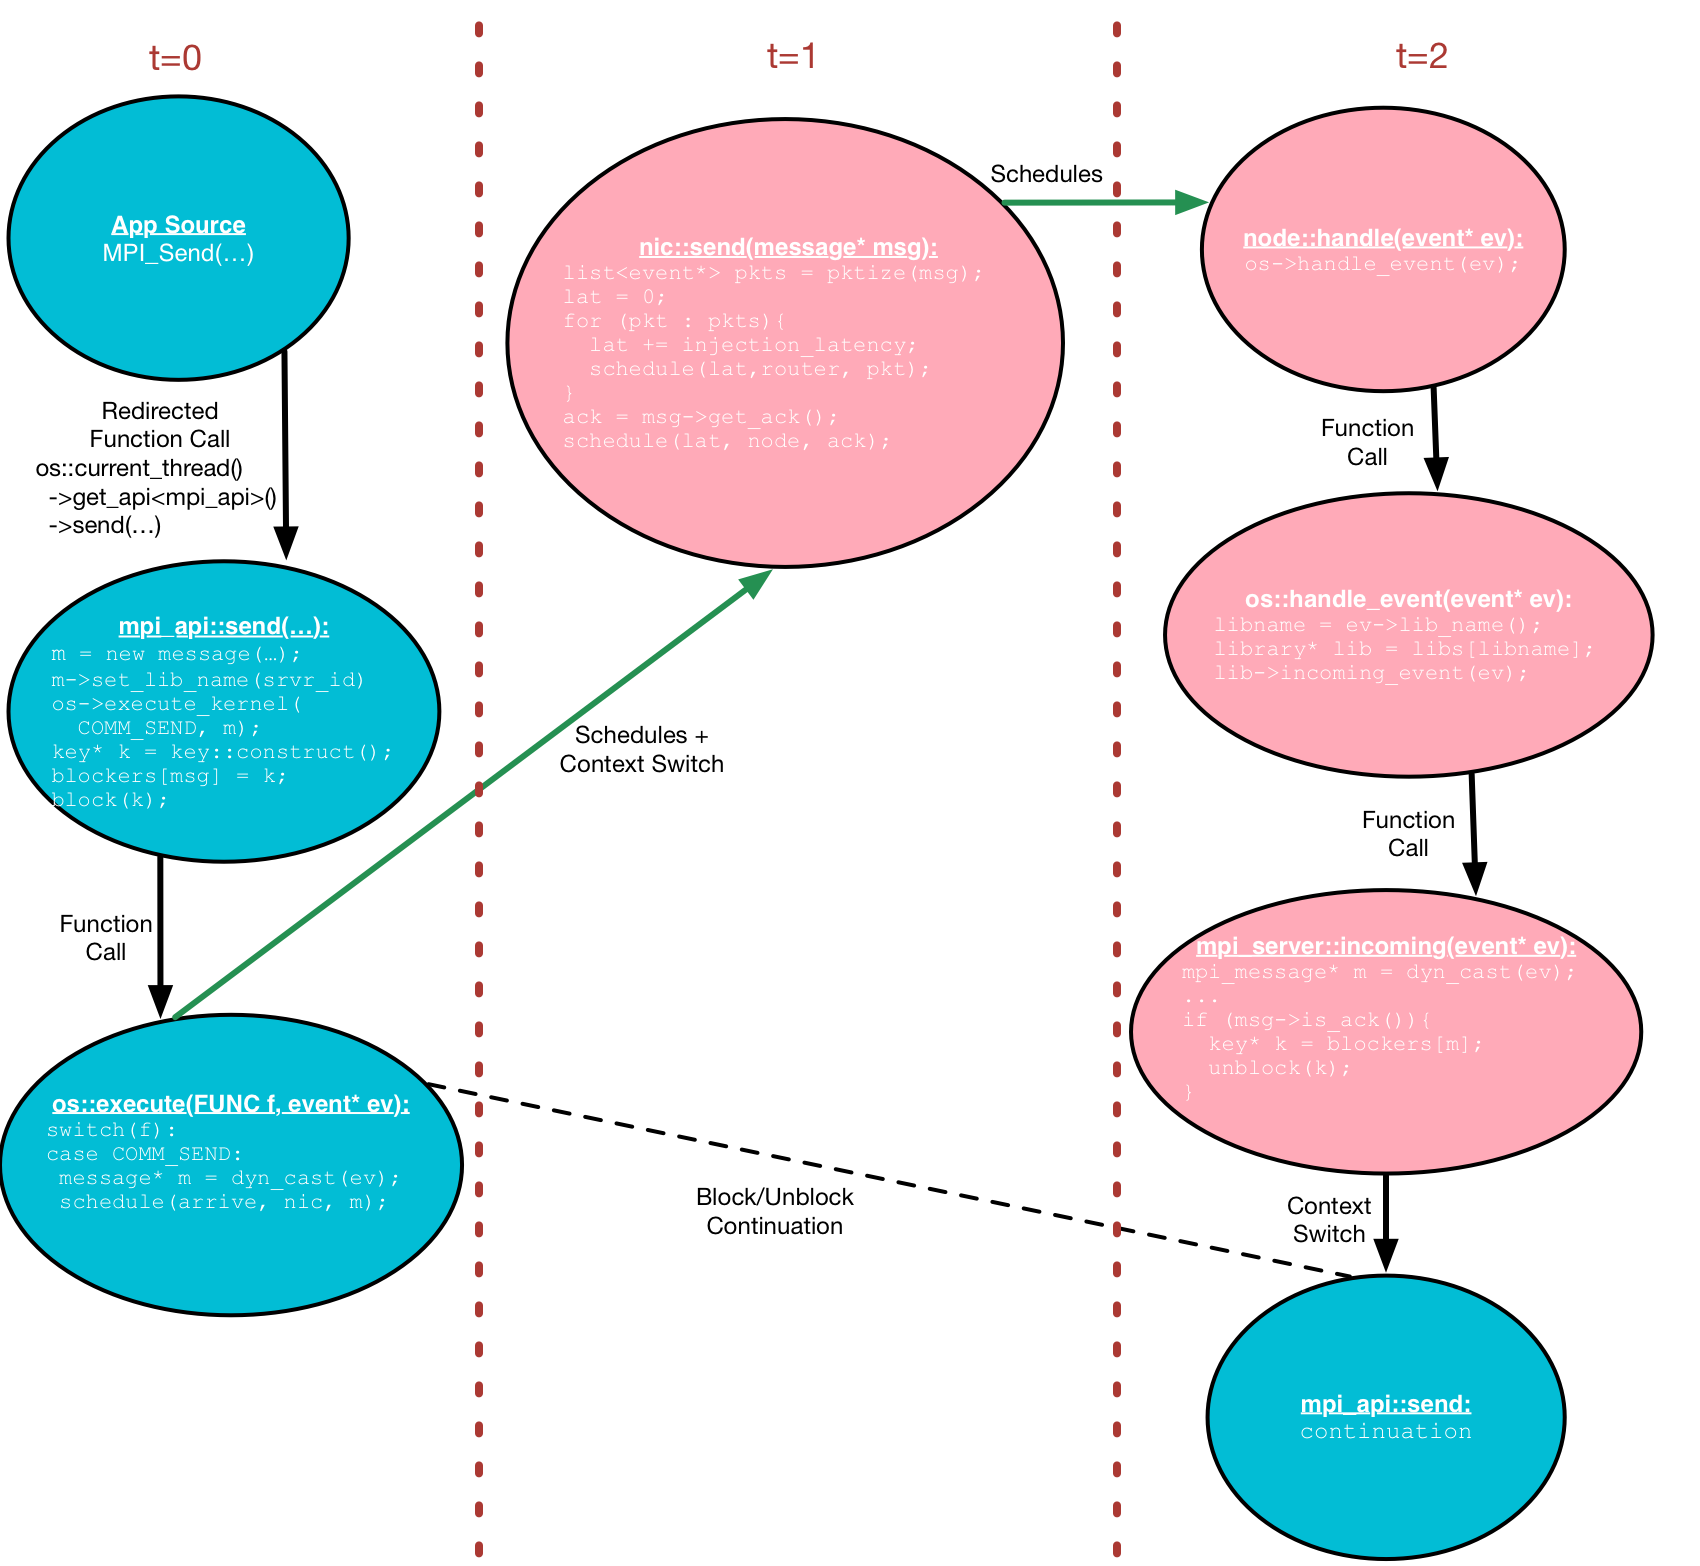 t=0
App Source
MPI_Send(…)
Redirected
Function Call
os::current_thread()
->get_api<mpi_api>()
->send(…)
mpi_api::send(…):
m = new message(…);
m->set_lib_name(srvr_id)
os->execute_kernel(
COMM_SEND, m);
key* k = key::construct();
blockers[msg] = k;
block(k);
Function
Call
os::execute(FUNC f, event* ev):
switch(f):
case COMM_SEND:
message* m = dyn_cast(ev);
schedule(arrive, nic, m);
Schedules +
Context Switch
Block/Unblock
Continuation
t=1
nic::send(message* msg):
list<event*> pkts = pktize(msg);
lat = 0;
for (pkt : pkts){
lat += injection_latency;
schedule(lat,router, pkt);
}
ack = msg->get_ack();
schedule(lat, node, ack);
Schedules
t=2
node::handle(event* ev):
os->handle_event(ev);
Function
Call
os::handle_event(event* ev):
libname = ev->lib_name();
library* lib = libs[libname];
lib->incoming_event(ev);
Function
Call
mpi_server::incoming(event* ev):
mpi_message* m = dyn_cast(ev);
...
if (msg->is_ack()){
key* k = blockers[m];
unblock(k);
}
Context
Switch
mpi_api::send:
continuation